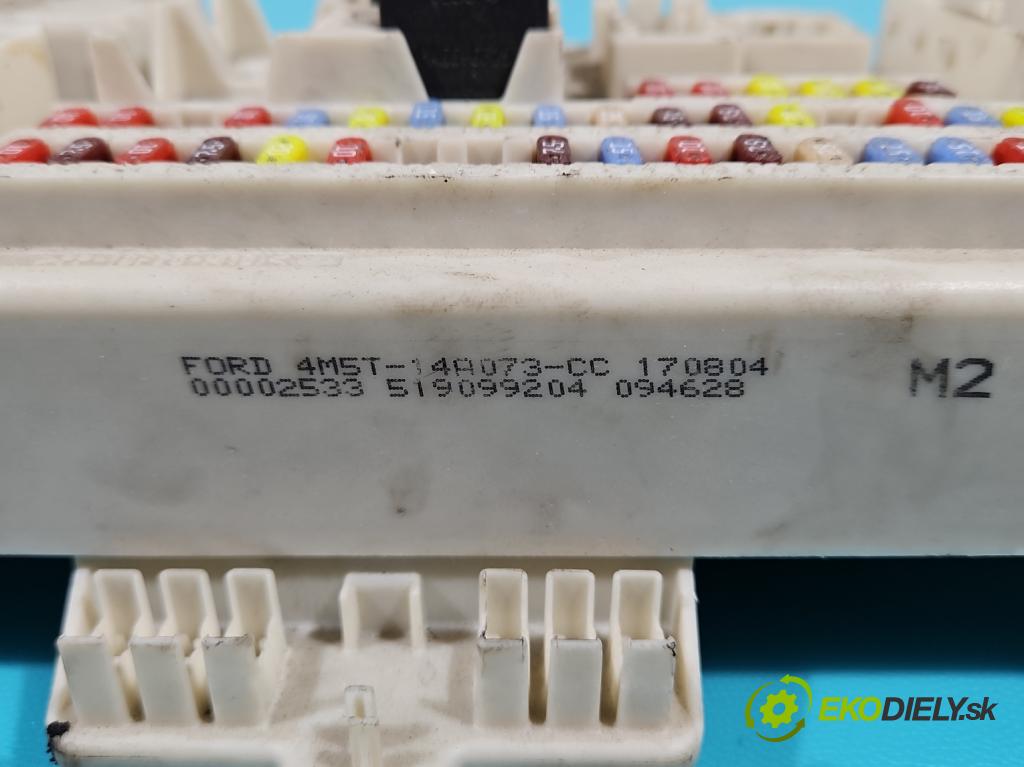 FORD 4M5T-14A073-CC 170804
00002533 519099204 094628
M2
EKODIELY.sk